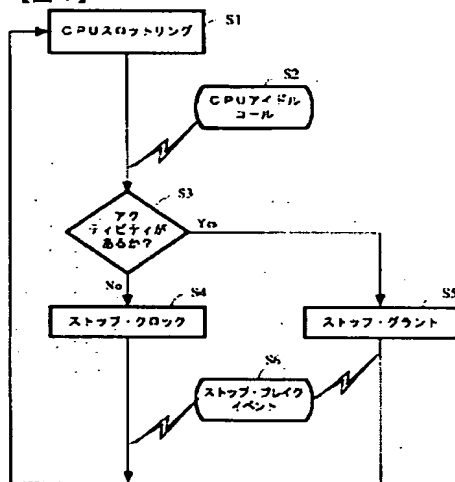 CPUスロットリング
S1
S2
CPUアイドル
コール
S3
アク
ティビティが
あるか?
Yes
No
S4
S5
ストップ・クロック
ストップ・グラント
S6
ストップ・ブレイク
イベント